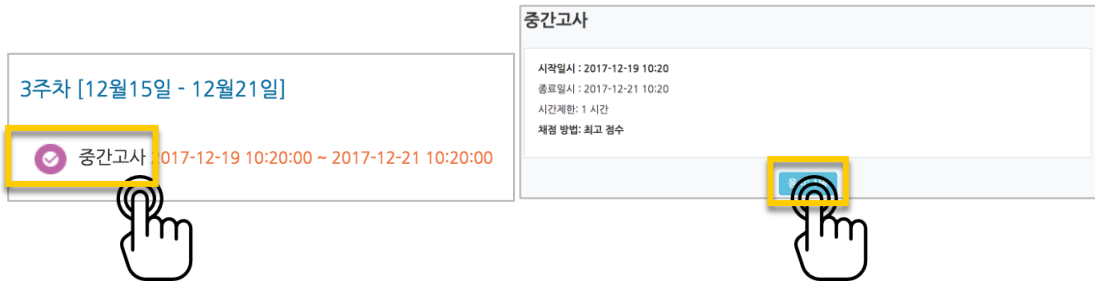 3주차 [12월15일 - 12월21일]
중간고사 2017-12-19 10:20:00 ~ 2017-12-21 10:20:00
중간고사
시작일시 : 2017-12-19 10:20
종료일시 : 2017-12-21 10:20
시간제한: 1 시간
채점 방법: 최고 점수